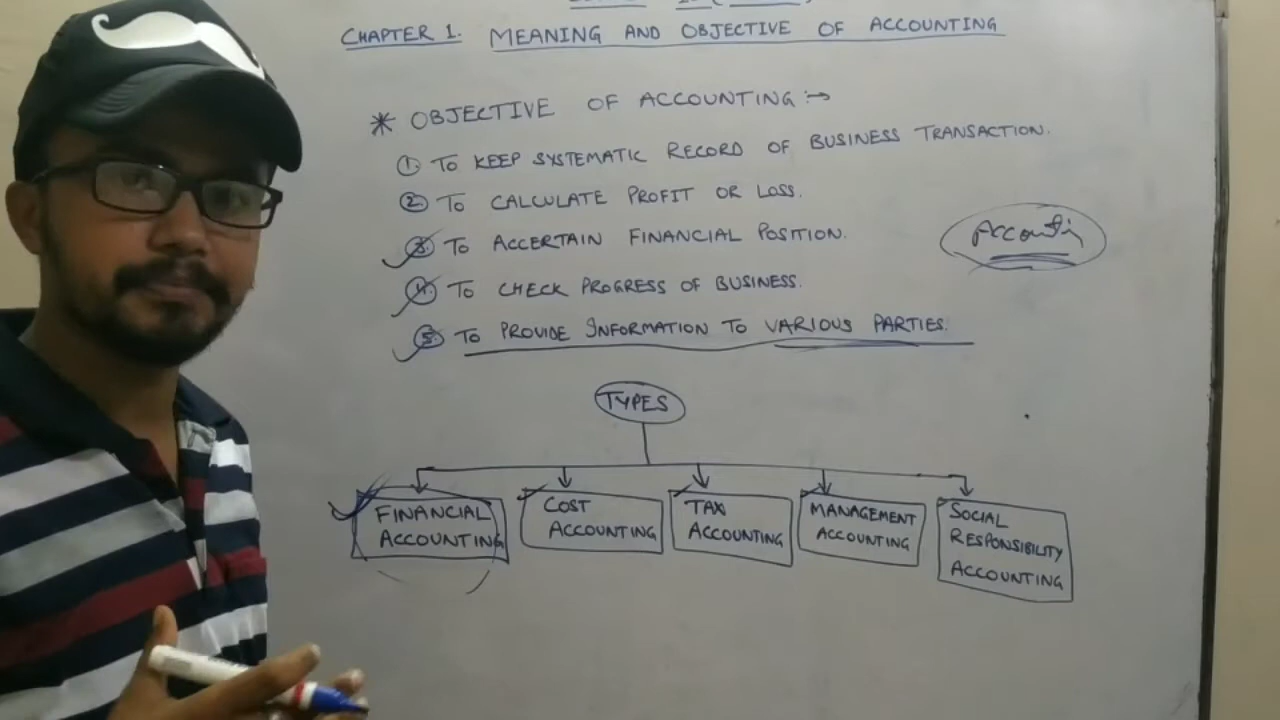 CHAPTER 1. MEANING AND OBJECTIVE OF ACCOUNTING
* OBJECTIVE OF ACCOUNTING :→
① TO KEEP SYSTEMATIC RECORD OF BUSINESS TRANSACTION.
② TO CALCULATE PROFIT OR LOSS.
③ TO ACCERTAIN FINANCIAL POSITION.
④ TO CHECK PROGRESS OF BUSINESS.
⑤ TO PROVIDE INFORMATION TO VARIOUS PARTIES.
TYPES
FINANCIAL
ACCOUNTING
COST
ACCOUNTING
TAX
ACCOUNTING
MANAGEMENT
ACCOUNTING
SOCIAL
RESPONSIBILITY
ACCOUNTING